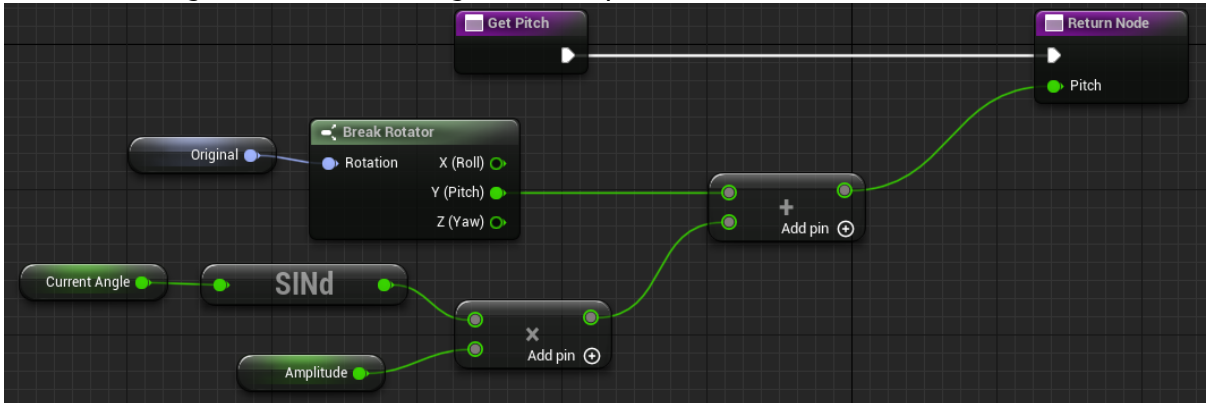 Get Pitch
Return Node
Pitch
Break Rotator
Original
Rotation
X (Roll)
Y (Pitch)
Z (Yaw)
+
Add pin
Current Angle
SINd
×
Add pin
Amplitude